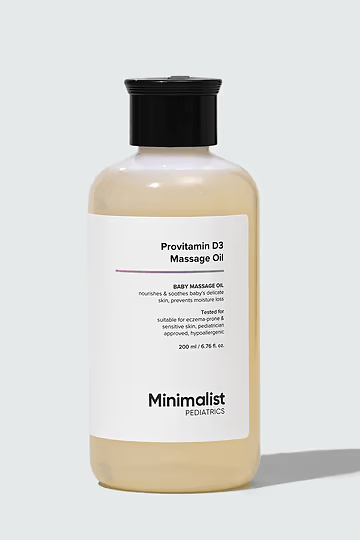 Provitamin D3
Massage Oil
BABY MASSAGE OIL
nourishes & soothes baby's delicate
skin, prevents moisture loss
Tested for
suitable for eczema-prone &
sensitive skin, pediatrician
approved, hypoallergenic
200 ml / 6.76 fl. oz.
Minimalist
PEDIATRICS